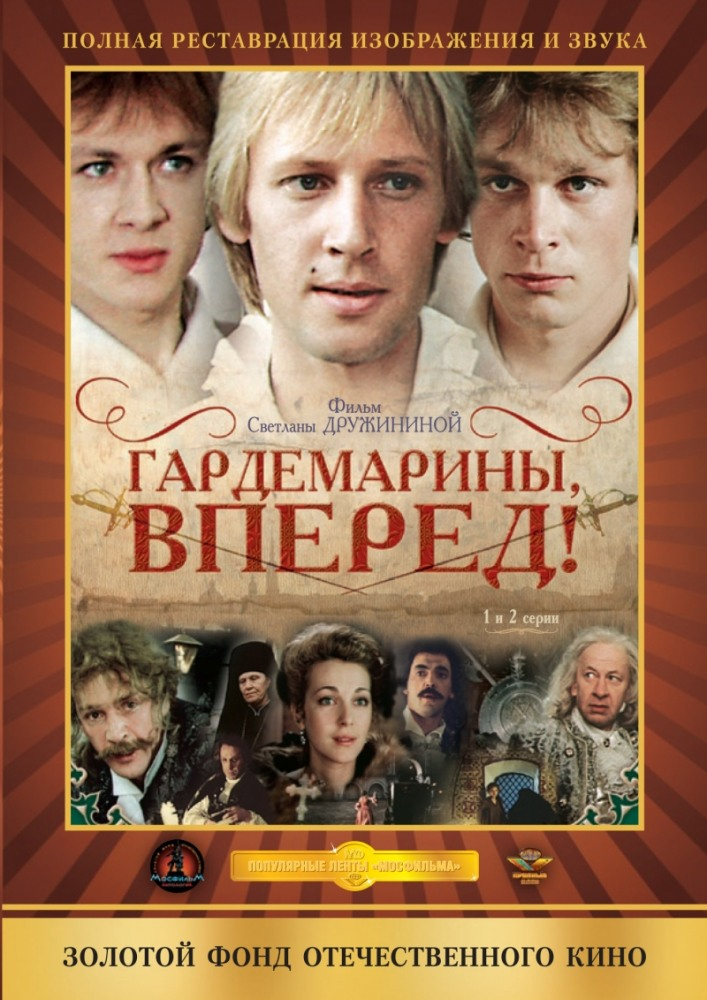 ПОЛНАЯ РЕСТАВРАЦИЯ ИЗОБРАЖЕНИЯ И ЗВУКА
Фильм
Светланы ДРУЖИНИНОЙ
ГАРДЕМАРИНЫ,
ВПЕРЕД!
1 и 2 серии
МОСФИЛЬМ
ПОПУЛЯРНЫЕ ЛЕНТЫ «МОСФИЛЬМА»
ЗОЛОТОЙ ФОНД ОТЕЧЕСТВЕННОГО КИНО